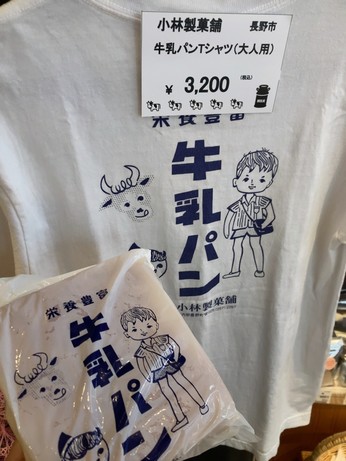 小林製菓舗 長野市
牛乳パンTシャツ(大人用)
¥ 3,200 (税込)
栄養豊富
牛乳パン
小林製菓舗
栄養豊富
牛乳パン